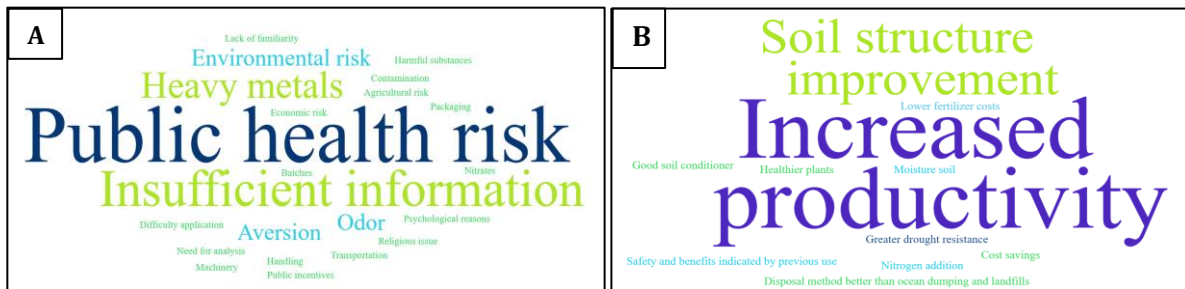 A
Lack of familiarity
Environmental risk
Harmful substances
Heavy metals
Contamination
Agricultural risk
Economic risk
Packaging
Public health risk
Batches
Nitrates
Insufficient information
Difficulty application
Aversion
Odor
Psychological reasons
Religious issue
Need for analysis
Handling
Transportation
Machinery
Public incentives
B
Soil structure
improvement
Lower fertilizer costs
Increased
Good soil conditioner
Healthier plants
Moisture soil
productivity
Greater drought resistance
Safety and benefits indicated by previous use
Nitrogen addition
Cost savings
Disposal method better than ocean dumping and landfills